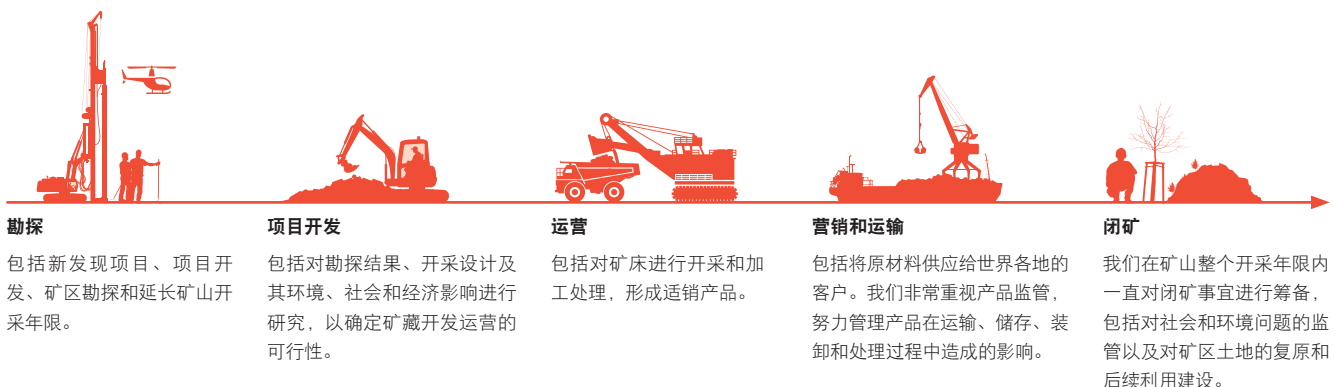 勘探
包括新发现项目、项目开
发、矿区勘探和延长矿山开
采年限。
项目开发
包括对勘探结果、开采设计及
其环境、社会和经济影响进行
研究，以确定矿藏开发运营的
可行性。
运营
包括对矿床进行开采和加
工处理，形成适销产品。
营销和运输
包括将原材料供应给世界各地的
客户。我们非常重视产品监管，
努力管理产品在运输、储存、装
卸和处理过程中造成的影响。
闭矿
我们在矿山整个开采年限内
一直对闭矿事宜进行筹备，
包括对社会和环境问题的监
管以及对矿区土地的复原和
后续利用建设。